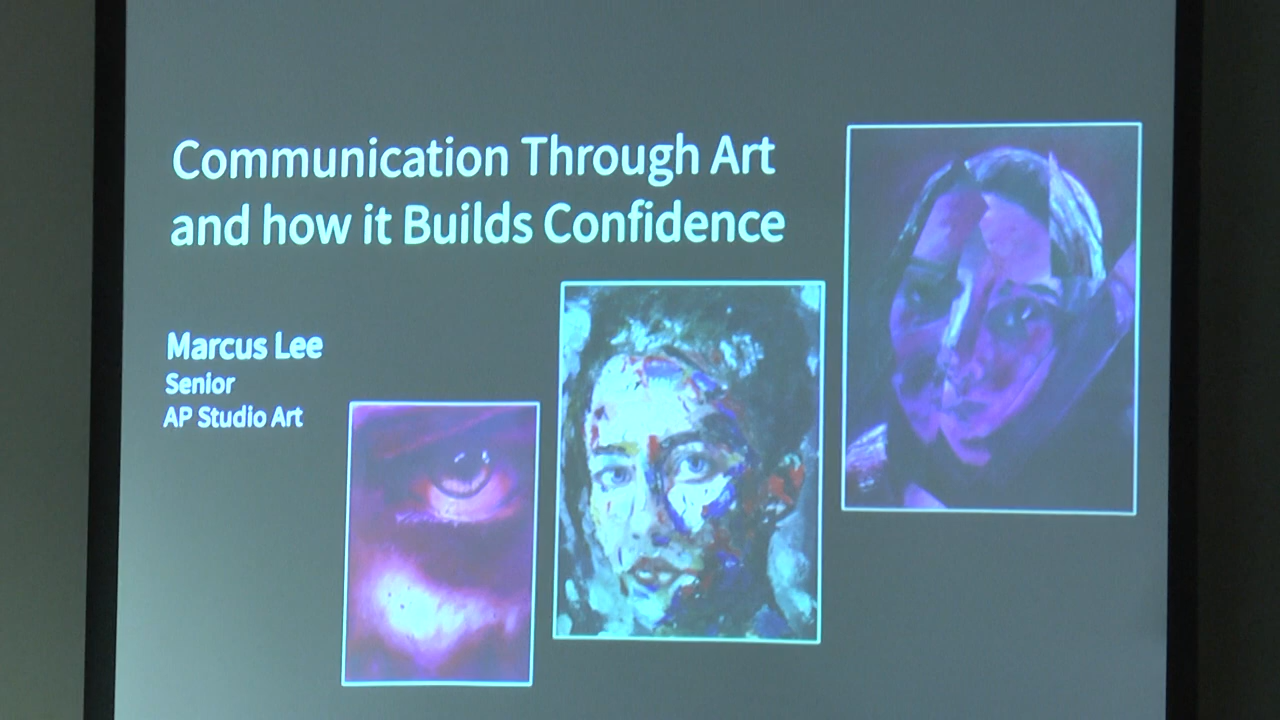 Communication Through Art
and how it Builds Confidence
Marcus Lee
Senior
AP Studio Art